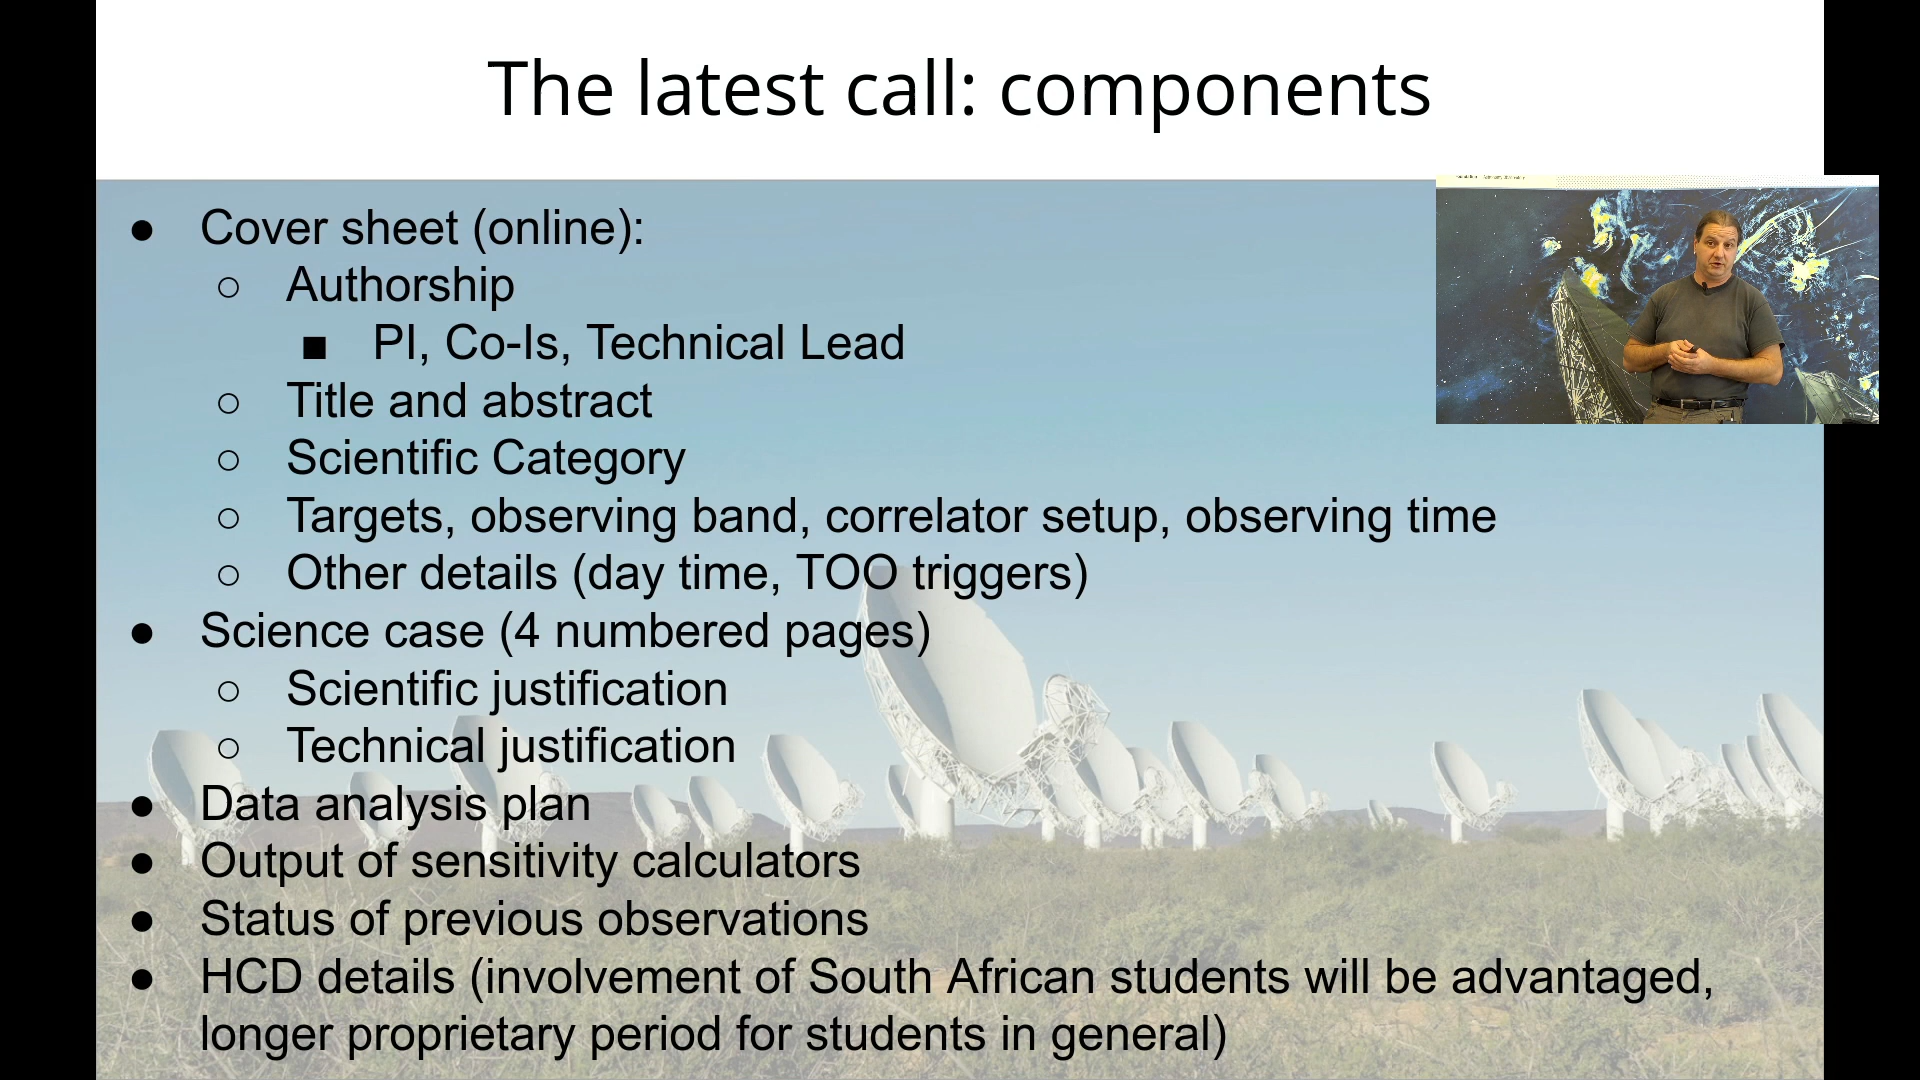 The latest call: components
● Cover sheet (online):
○ Authorship
■ PI, Co-Is, Technical Lead
○ Title and abstract
○ Scientific Category
○ Targets, observing band, correlator setup, observing time
○ Other details (day time, TOO triggers)
● Science case (4 numbered pages)
○ Scientific justification
○ Technical justification
● Data analysis plan
● Output of sensitivity calculators
● Status of previous observations
● HCD details (involvement of South African students will be advantaged,
longer proprietary period for students in general)